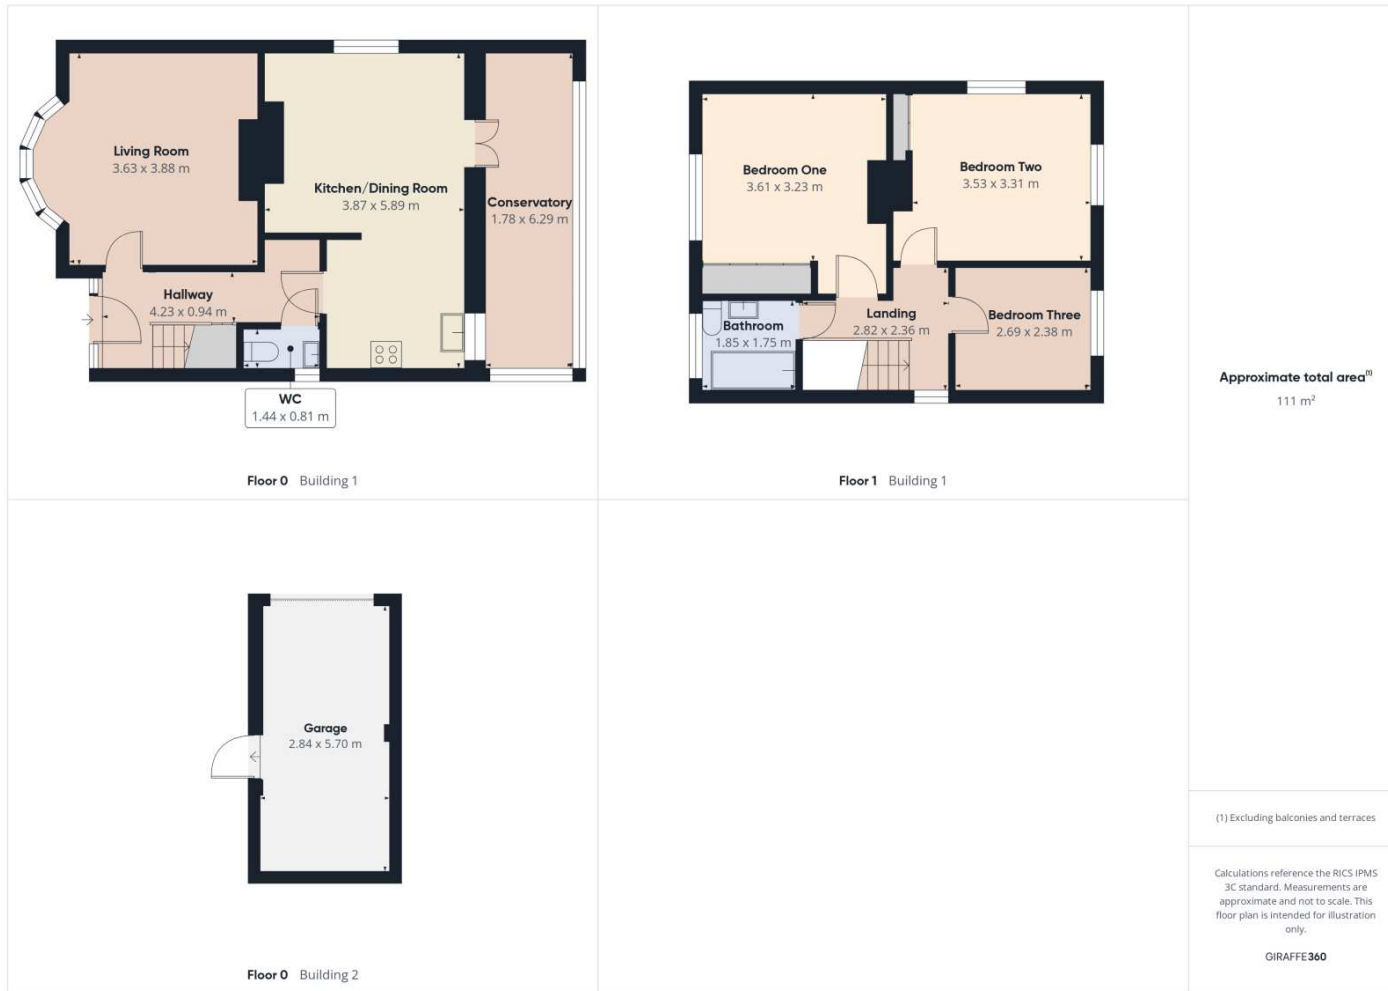 Living Room
3.63 x 3.88 m
Kitchen/Dining Room
3.87 x 5.89 m
Conservatory
1.78 x 6.29 m
Hallway
4.23 x 0.94 m
WC
1.44 x 0.81 m
Floor 0 Building 1
Bedroom One
3.61 x 3.23 m
Bedroom Two
3.53 x 3.31 m
Bathroom
1.85 x 1.75 m
Landing
2.82 x 2.36 m
Bedroom Three
2.69 x 2.38 m
Floor 1 Building 1
Garage
2.84 x 5.70 m
Floor 0 Building 2
Approximate total area(1)
111 m²
(1) Excluding balconies and terraces
Calculations reference the RICS IPMS
3C standard. Measurements are
approximate and not to scale. This
floor plan is intended for illustration
only.
GIRAFFE360